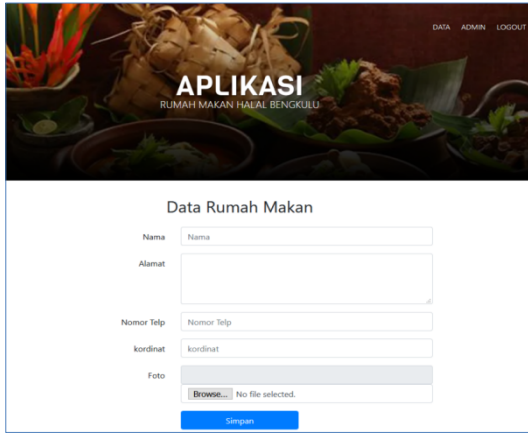 DATA ADMIN LOGOUT
APLIKASI
RUMAH MAKAN HALAL BENGKULU
Data Rumah Makan
Nama Nama
Alamat
Nomor Telp Nomor Telp
kordinat kordinat
Foto
Browse... No file selected.
Simpan